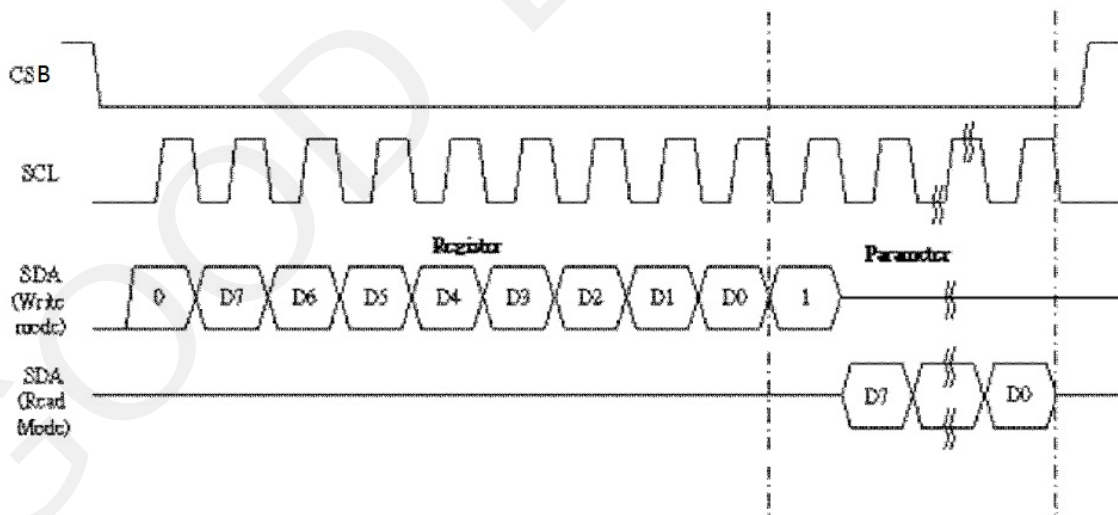 CSB
SCL
Register
Parameter
SDA
(Write
mode)
0 D7 D6 D5 D4 D3 D2 D1 D0 1
SDA
(Read
Mode)
D7 D0
GOOD